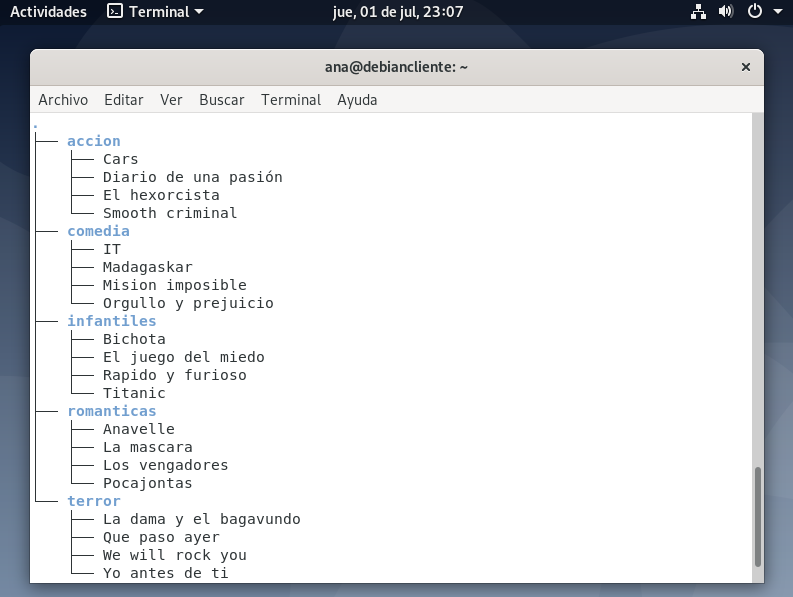 Actividades Terminal jue, 01 de jul, 23:07
ana@debiancliente: ~ ×
Archivo Editar Ver Buscar Terminal Ayuda
.
├── accion
│   ├── Cars
│   ├── Diario de una pasión
│   ├── El hexorcista
│   └── Smooth criminal
├── comedia
│   ├── IT
│   ├── Madagaskar
│   ├── Mision imposible
│   └── Orgullo y prejuicio
├── infantiles
│   ├── Bichota
│   ├── El juego del miedo
│   ├── Rapido y furioso
│   └── Titanic
├── romanticas
│   ├── Anavelle
│   ├── La mascara
│   ├── Los vengadores
│   └── Pocajontas
└── terror
    ├── La dama y el bagavundo
    ├── Que paso ayer
    ├── We will rock you
    └── Yo antes de ti